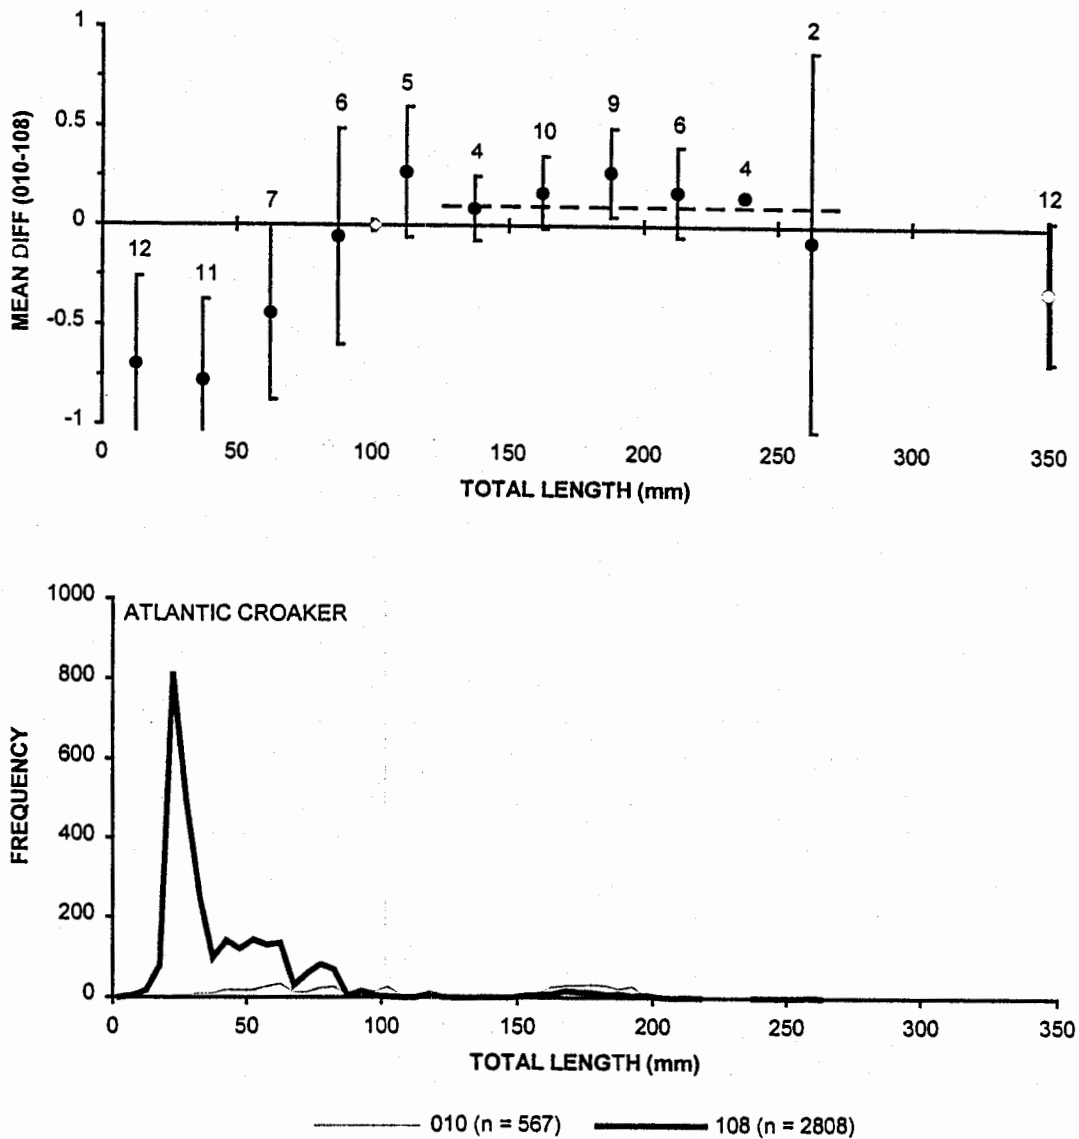 1
2
5
6
9
0.5
10
6
4
4
7
0
12
12
11
-0.5
-1
MEAN DIFF (010-108)
0 50 100 150 200 250 300 350
TOTAL LENGTH (mm)
1000
ATLANTIC CROAKER
800
600
400
200
0
FREQUENCY
0 50 100 150 200 250 300 350
TOTAL LENGTH (mm)
010 (n = 567) 108 (n = 2808)